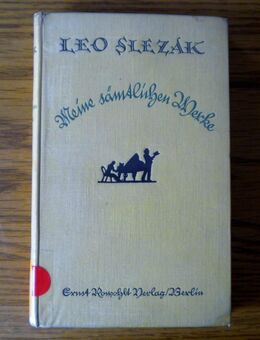 LEO SLEZÁK
Meine sämtlichen Werke
Ernst Rowohlt Verlag/Berlin